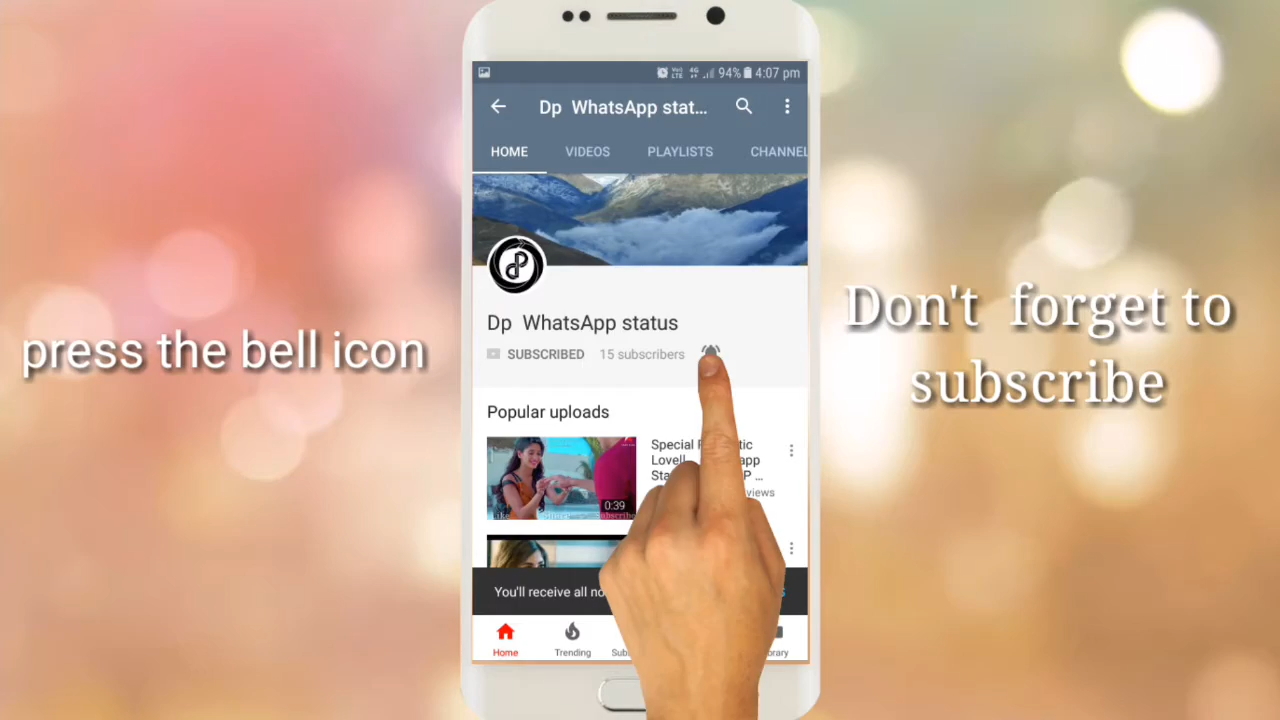 94% 4:07 pm
Dp WhatsApp stat...
HOME VIDEOS PLAYLISTS CHANNEL
Dp WhatsApp status
SUBSCRIBED 15 subscribers
press the bell icon
Don't forget to
subscribe
Popular uploads
Special
0:39
You'll receive all
Home Trending